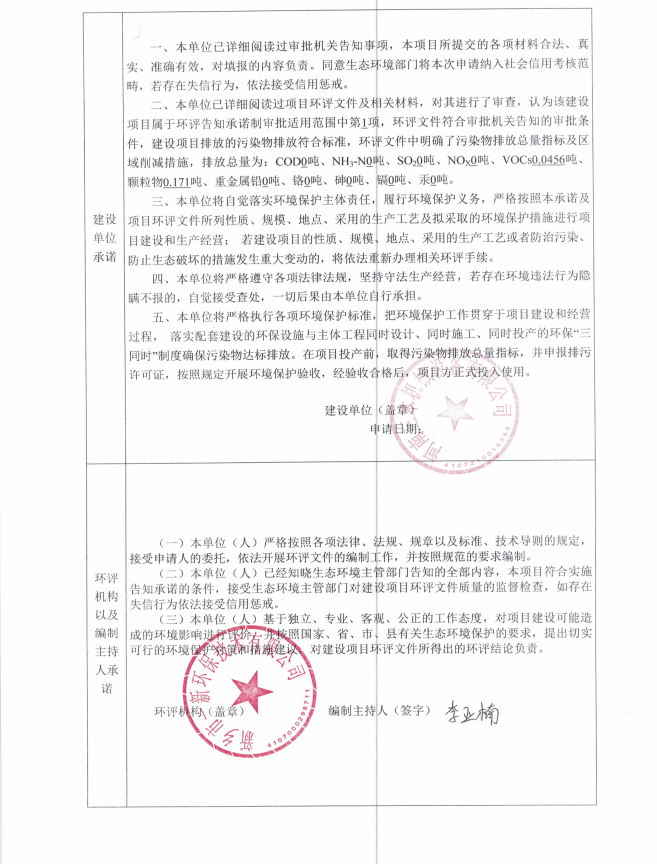 一、本单位已详细阅读过审批机关告知事项，本项目所提交的各项材料合法、真
实、准确有效，对填报的内容负责。同意生态环境部门将本次申请纳入社会信用考核范
畴，若存在失信行为，依法接受信用惩戒。
二、本单位已详细阅读过项目环评文件及相关材料，对其进行了审查，认为该建设
项目属于环评告知承诺制审批适用范围中第1项，环评文件符合审批机关告知的审批条
件，建设项目排放的污染物排放符合标准，环评文件中明确了污染物排放总量指标及区
域削减措施，排放总量为：COD0吨、NH₃-N0吨、SO₂0吨、NOₓ0吨、VOCs0.0456吨、
颗粒物0.171吨、重金属铅0吨、铬0吨、砷0吨、镉0吨、汞0吨。
三、本单位将自觉落实环境保护主体责任，履行环境保护义务，严格按照本承诺及
项目环评文件所列性质、规模、地点、采用的生产工艺及拟采取的环境保护措施进行项
目建设和生产经营； 若建设项目的性质、规模、地点、采用的生产工艺或者防治污染、
防止生态破坏的措施发生重大变动的，将依法重新办理相关环评手续。
四、本单位将严格遵守各项法律法规，坚持守法生产经营，若存在环境违法行为隐
瞒不报的，自觉接受查处，一切后果由本单位自行承担。
五、本单位将严格执行各项环境保护标准，把环境保护工作贯穿于项目建设和经营
过程， 落实配套建设的环保设施与主体工程同时设计、同时施工、同时投产的环保“三
同时”制度确保污染物达标排放。在项目投产前，取得污染物排放总量指标，并申报排污
许可证，按照规定开展环境保护验收，经验收合格后，项目方正式投入使用。
建设
单位
承诺
建设单位（盖章）
申请日期：
（一）本单位（人）严格按照各项法律、法规、规章以及标准、技术导则的规定，
接受申请人的委托，依法开展环评文件的编制工作，并按照规范的要求编制。
（二）本单位（人）已经知晓生态环境主管部门告知的全部内容，本项目符合实施
告知承诺的条件，接受生态环境主管部门对建设项目环评文件质量的监督检查，如存在
失信行为依法接受信用惩戒。
（三）本单位（人）基于独立、专业、客观、公正的工作态度，对项目建设可能造
成的环境影响进行评价，并按照国家、省、市、县有关生态环境保护的要求，提出切实
可行的环境保护对策和措施建议，对建设项目环评文件所得出的环评结论负责。
环评
机构
以及
编制
主持
人承
诺
环评机构（盖章） 编制主持人（签字） 李亚楠
4107000298711